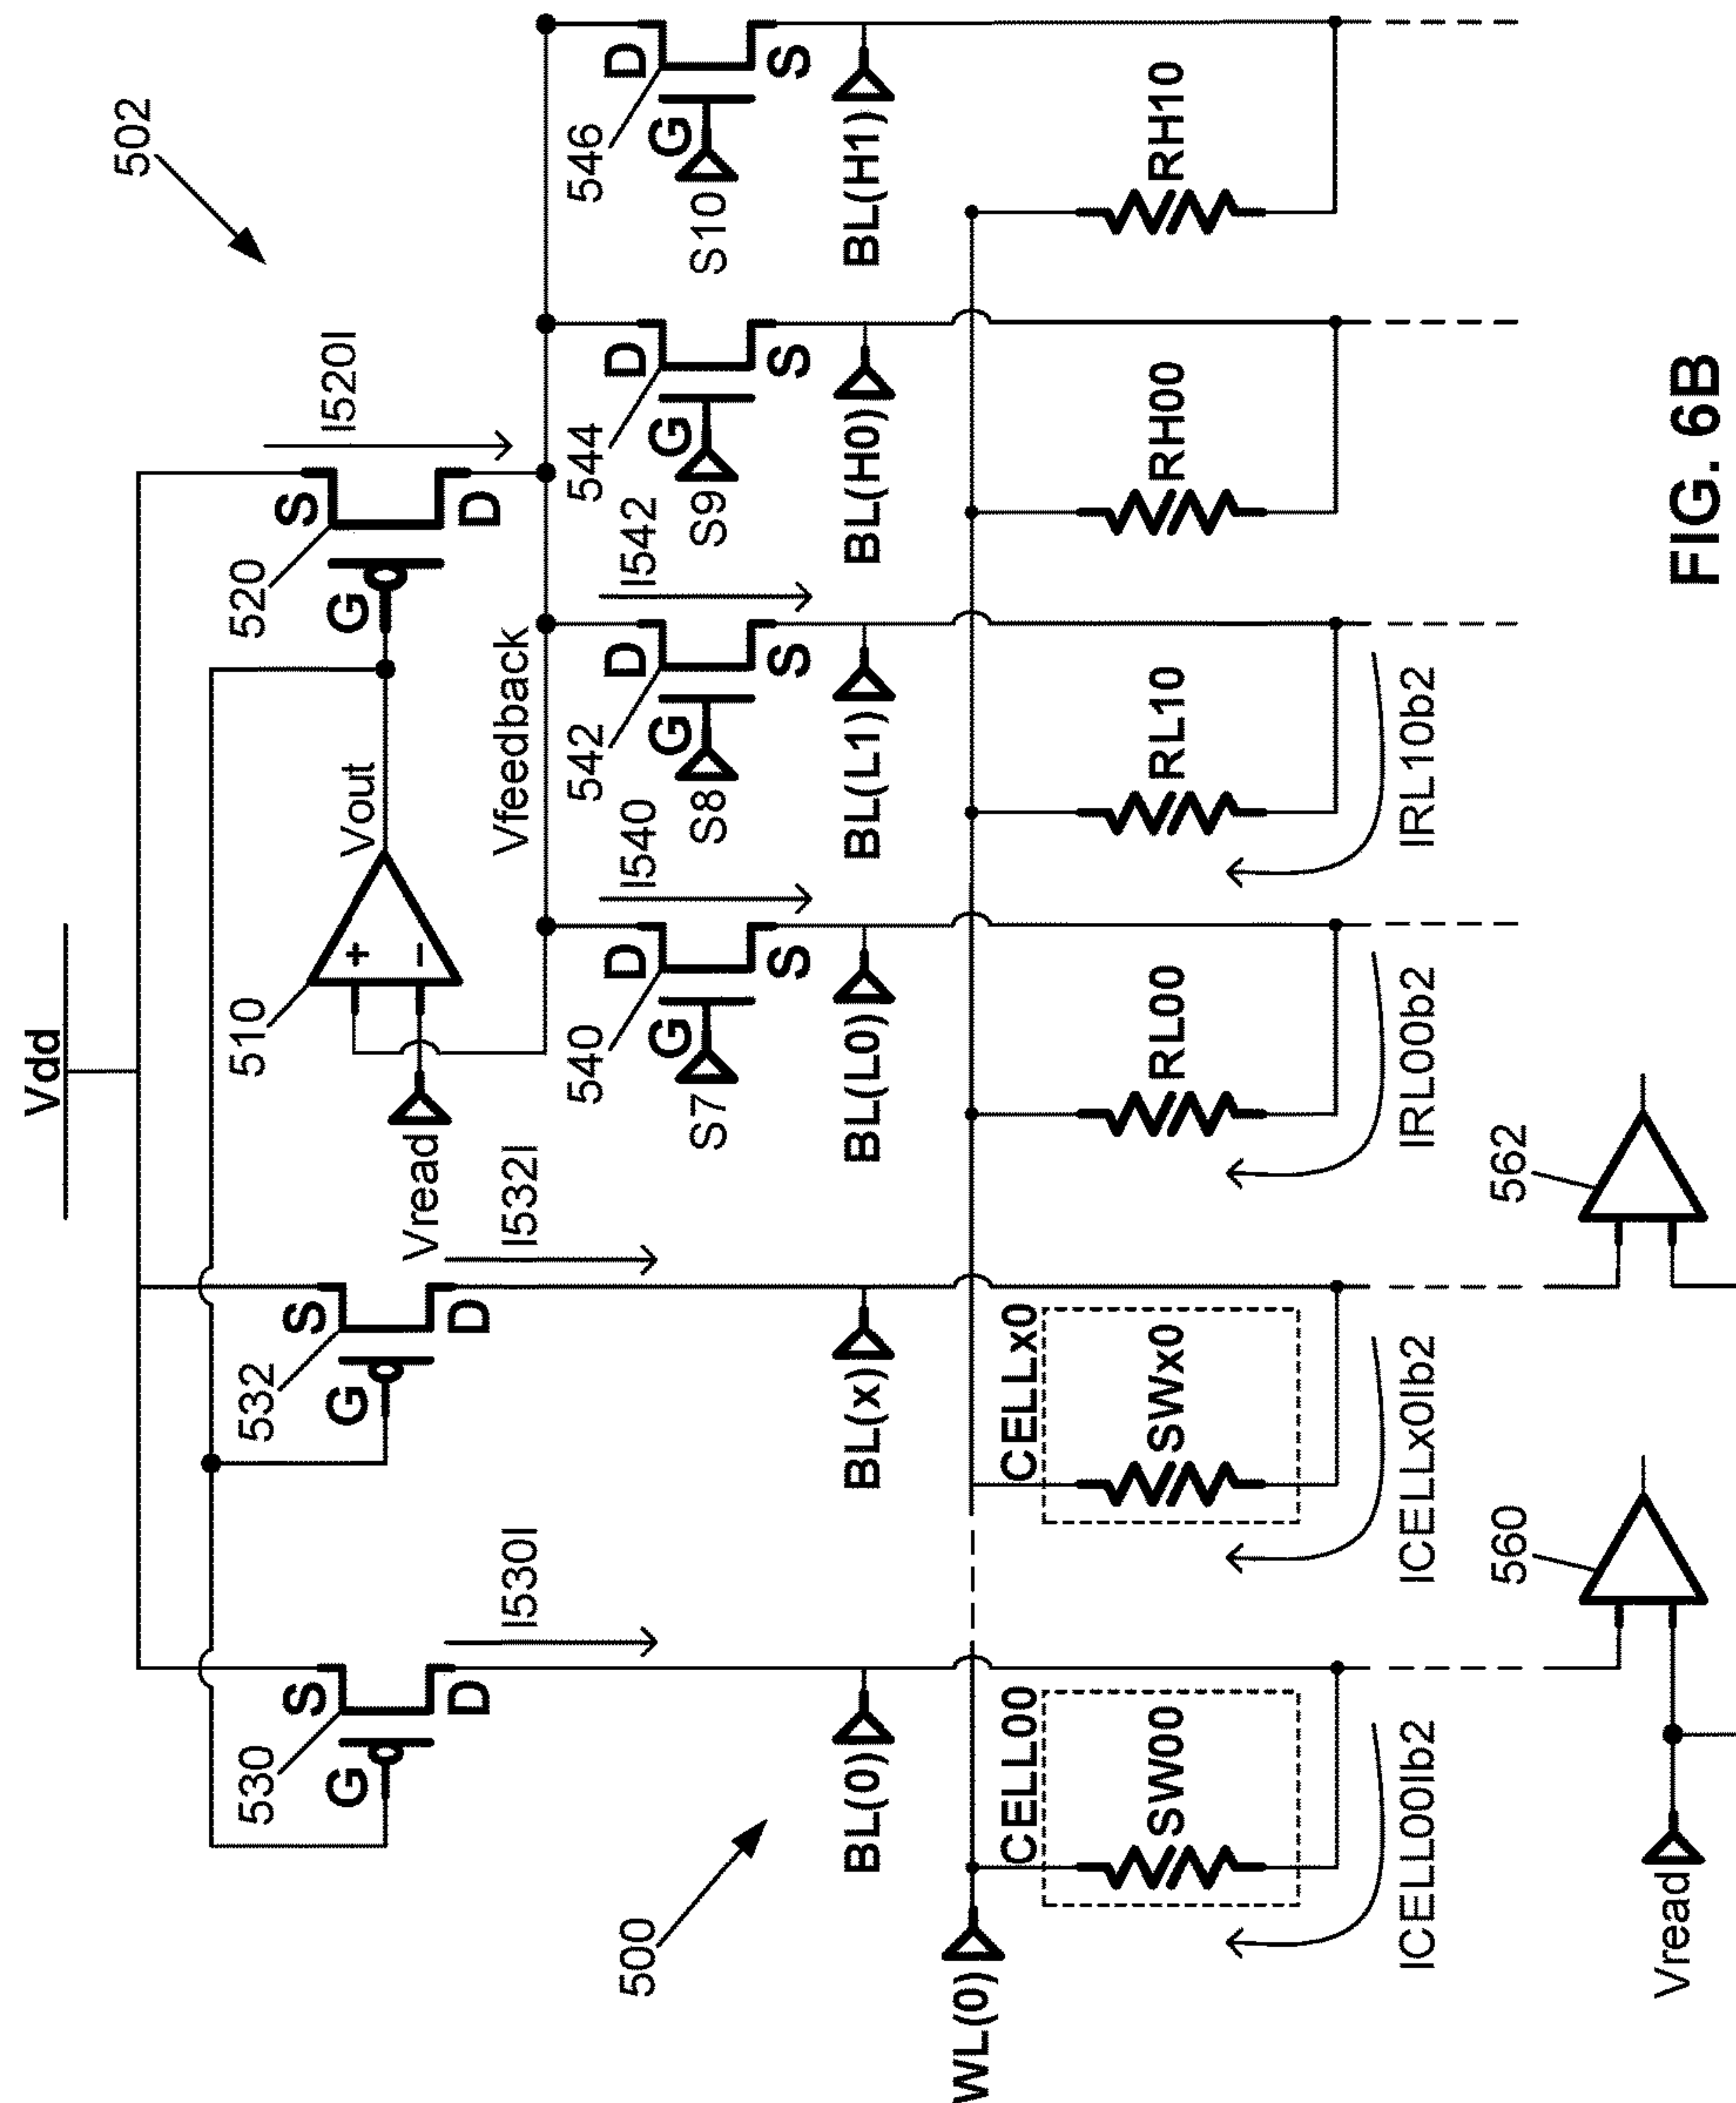 Vdd
502
510
Vout
520
S
G
D
I520I
Vread
Vfeedback
530
S
G
D
I530I
532
S
G
D
I532I
540
D
G
S
S7
I540
542
D
G
S
S8
I542
544
D
G
S
S9
546
D
G
S
S10
500
BL(0)
BL(x)
BL(L0)
BL(L1)
BL(H0)
BL(H1)
WL(0)
CELL00
SW00
CELLx0
SWx0
RL00
RL10
RH00
RH10
ICELL00Ib2
ICELLx0Ib2
IRL00b2
IRL10b2
Vread
560
562
+
−
FIG. 6B